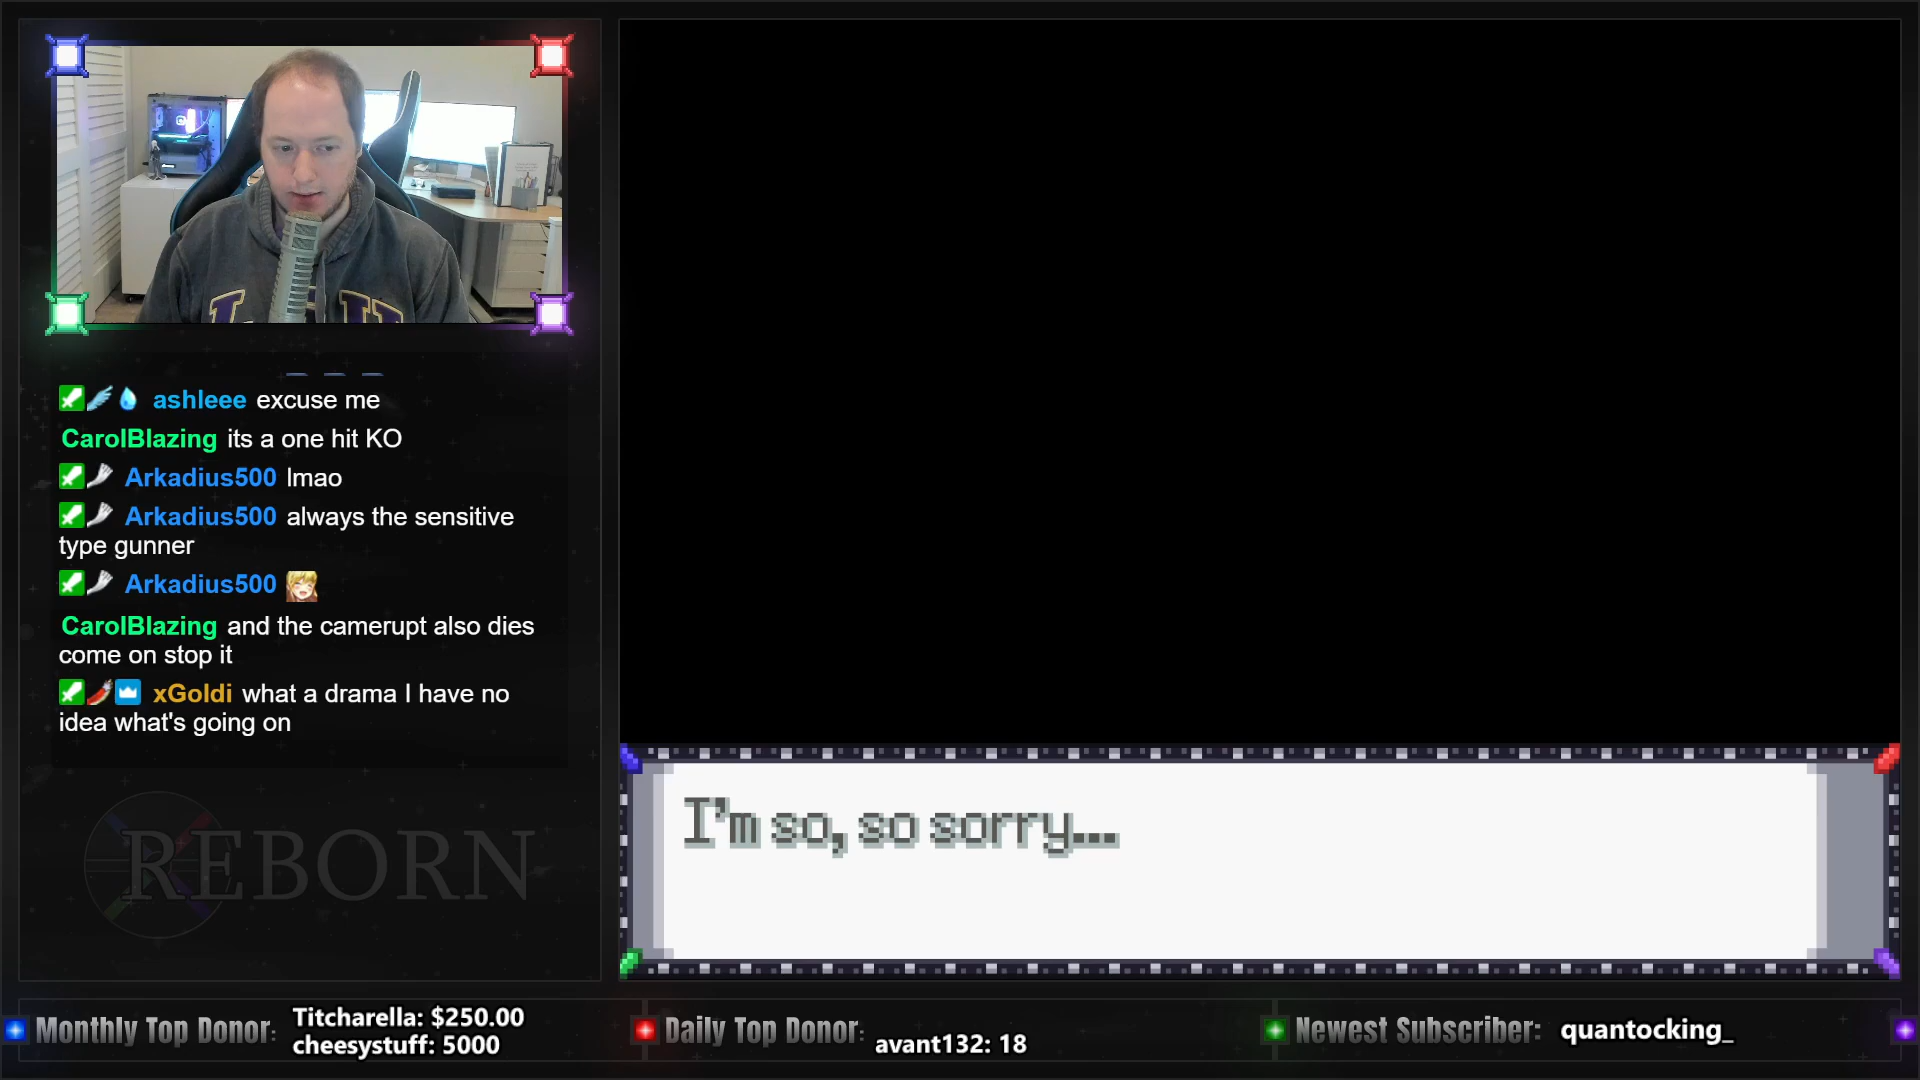 ashleee excuse me
CarolBlazing its a one hit KO
Arkadius500 lmao
Arkadius500 always the sensitive
type gunner
Arkadius500
CarolBlazing and the camerupt also dies
come on stop it
xGoldi what a drama I have no
idea what's going on
REBORN
I'm so, so sorry...
Monthly Top Donor: Titcharella: $250.00
cheesystuff: 5000
Daily Top Donor: avant132: 18
Newest Subscriber: quantocking_